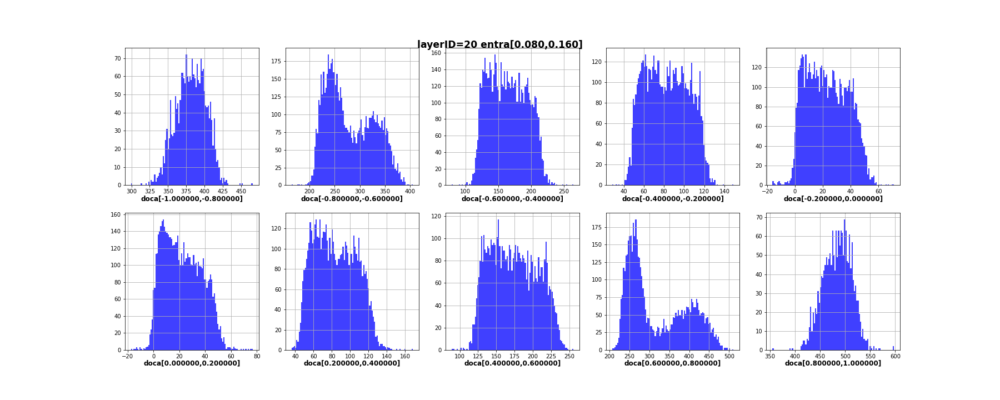 layerID=20 entra[0.080,0.160]
70 60 50 40 30 20 10 0
300 325 350 375 400 425 450
doca[-1.000000,-0.800000]
175 150 125 100 75 50 25 0
200 250 300 350 400
doca[-0.800000,-0.600000]
160 140 120 100 80 60 40 20 0
100 150 200 250
doca[-0.600000,-0.400000]
120 100 80 60 40 20 0
40 60 80 100 120 140
doca[-0.400000,-0.200000]
120 100 80 60 40 20 0
−20 0 20 40 60
doca[-0.200000,0.000000]
160 140 120 100 80 60 40 20 0
−20 0 20 40 60 80
doca[0.000000,0.200000]
120 100 80 60 40 20 0
40 60 80 100 120 140 160
doca[0.200000,0.400000]
120 100 80 60 40 20 0
100 125 150 175 200 225 250
doca[0.400000,0.600000]
175 150 125 100 75 50 25 0
200 250 300 350 400 455 500
doca[0.600000,0.800000]
70 60 50 40 30 20 10 0
350 400 450 500 550 600
doca[0.800000,1.000000]